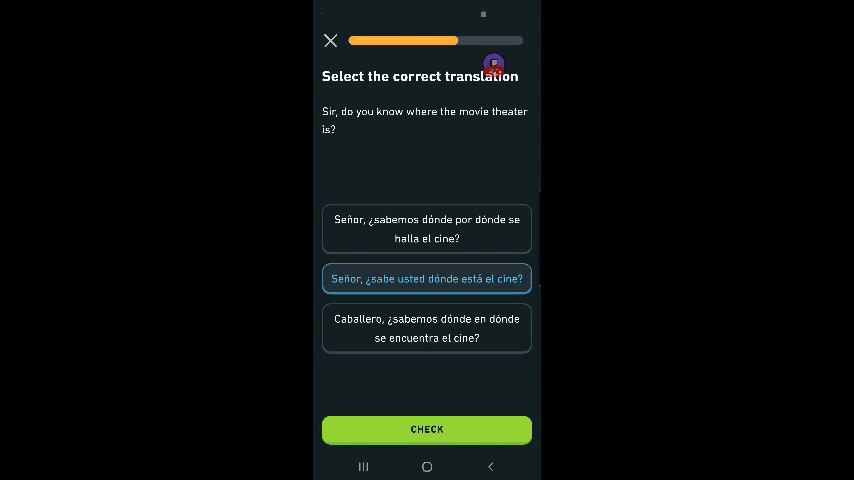 Select the correct translation
Sir, do you know where the movie theater
is?
Señor, ¿sabemos dónde por dónde se
halla el cine?
Señor, ¿sabe usted dónde está el cine?
Caballero, ¿sabemos dónde en dónde
se encuentra el cine?
CHECK